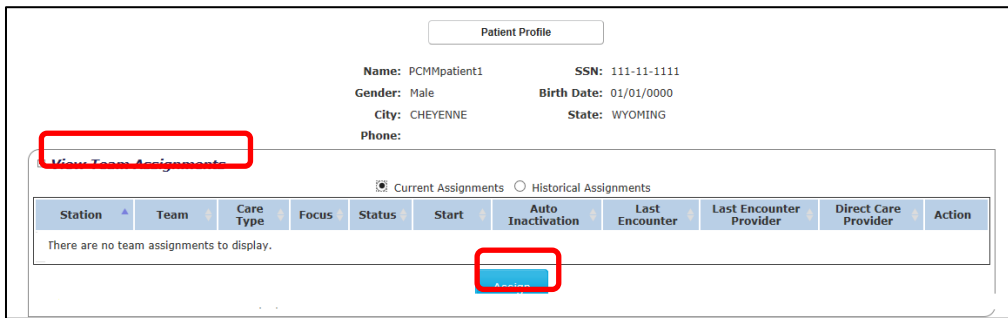 Patient Profile
Name: PCMMpatient1 SSN: 111-11-1111
Gender: Male Birth Date: 01/01/0000
City: CHEYENNE State: WYOMING
Phone:
View Team Assignments
Current Assignments Historical Assignments
Station Team Care Type Focus Status Start Auto Inactivation Last Encounter Last Encounter Provider Direct Care Provider Action
There are no team assignments to display.
Assign